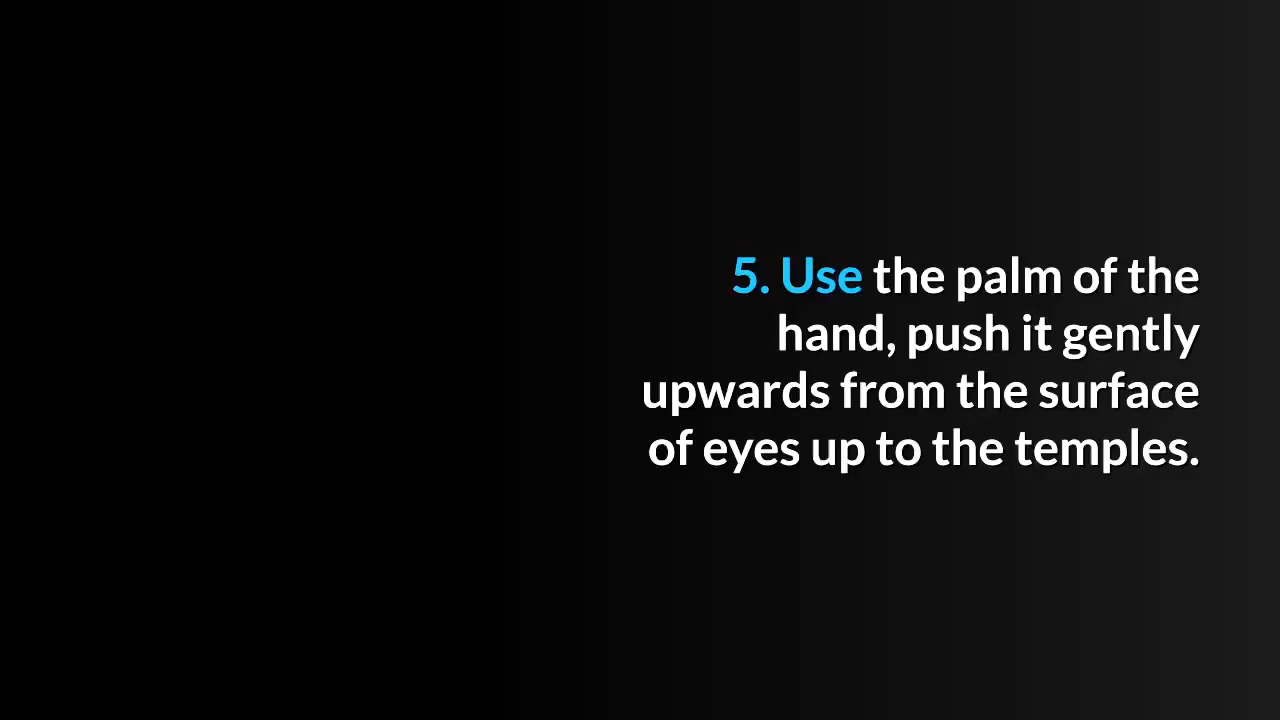 5. Use the palm of the
hand, push it gently
upwards from the surface
of eyes up to the temples.